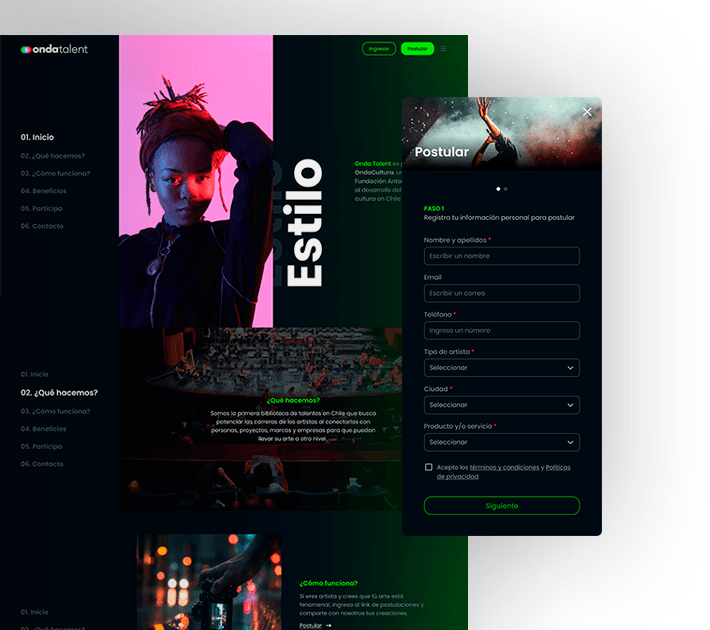 ondatalent
Ingresar
Postular
01. Inicio
02. ¿Qué hacemos?
03. ¿Cómo funciona?
04. Beneficios
05. Participa
06. Contacto
Estilo
Estilo
Onda Talent es
OndaCultura, un
Fundación Anto
al desarrollo del
cultura en Chile
01. Inicio
02. ¿Qué hacemos?
03. ¿Cómo funciona?
04. Beneficios
05. Participa
06. Contacto
¿Qué hacemos?
Somos la primera biblioteca de talentos en Chile que busca
potenciar las carreras de los artistas al conectarlos con
personas, proyectos, marcas y empresas para que puedan
llevar su arte a otro nivel.
¿Cómo funciona?
Si eres artista y crees que tú arte está
fenomenal, ingresa al link de postulaciones y
comparte con nosotros tus creaciones.
Postular →
01. Inicio
02. ¿Qué hacemos?
Postular
PASO 1
Registra tu información personal para postular
Nombre y apellidos *
Escribir un nombre
Email
Escribir un correo
Teléfono *
Ingrese un número
Tipo de artista *
Seleccionar
Ciudad *
Seleccionar
Producto y/o servicio *
Seleccionar
Acepto los términos y condiciones y Políticas
de privacidad
Siguiente